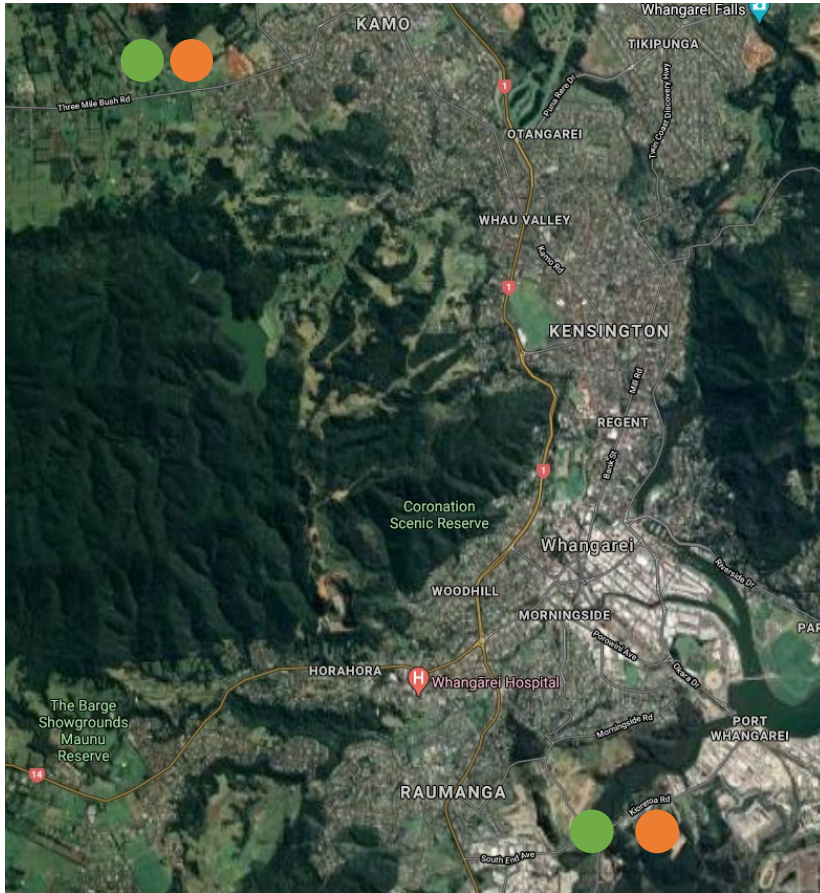 Whangarei Falls
KAMO
TIKIPUNGA
1
Puna Rere Dr
Three Mile Bush Rd
Twin Coast Discovery Hwy
OTANGAREI
WHAU VALLEY
Kamo Rd
1
KENSINGTON
Mill Rd
REGENT
Bank St
1
Coronation
Scenic Reserve
Whangarei
Riverside Dr
WOODHILL
MORNINGSIDE
PAR
Porowini Ave
HORAHORA
H
Whangārei Hospital
Okara Dr
The Barge
Showgrounds
Maunu
Reserve
Morningside Rd
PORT
WHANGAREI
14
RAUMANGA
Kioreroa Rd
South End Ave